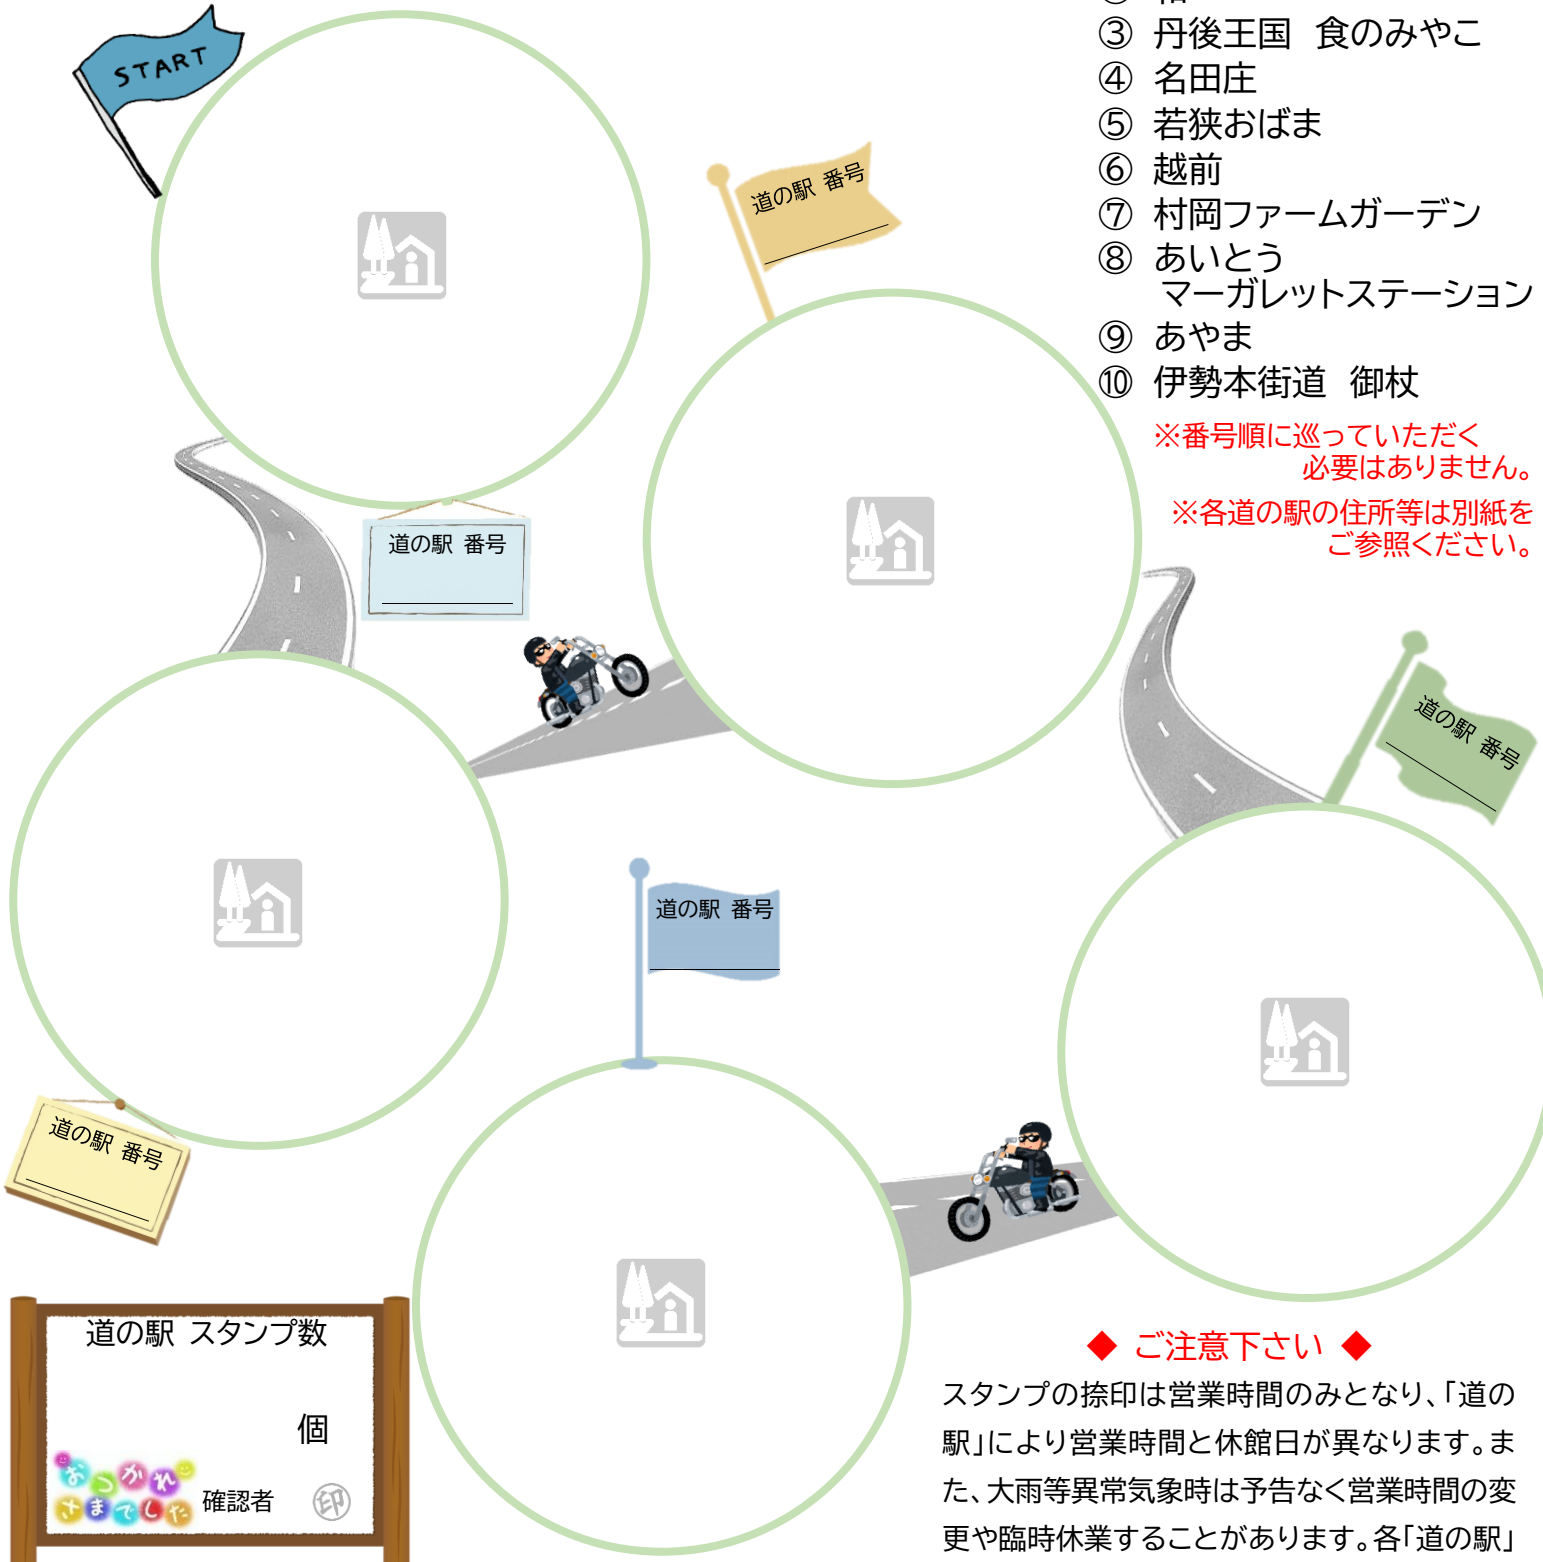 START
③ 丹後王国 食のみやこ
④ 名田庄
⑤ 若狭おばま
⑥ 越前
⑦ 村岡ファームガーデン
⑧ あいとう
マーガレットステーション
⑨ あやま
⑩ 伊勢本街道 御杖
※番号順に巡っていただく
必要はありません。
※各道の駅の住所等は別紙を
ご参照ください。
道の駅 番号
道の駅 番号
道の駅 番号
道の駅 番号
道の駅 番号
道の駅 スタンプ数
個
おつかれ
さまでした
確認者 ㊞
◆ ご注意下さい ◆
スタンプの捺印は営業時間のみとなり、「道の
駅」により営業時間と休館日が異なります。ま
た、大雨等異常気象時は予告なく営業時間の変
更や臨時休業することがあります。各「道の駅」